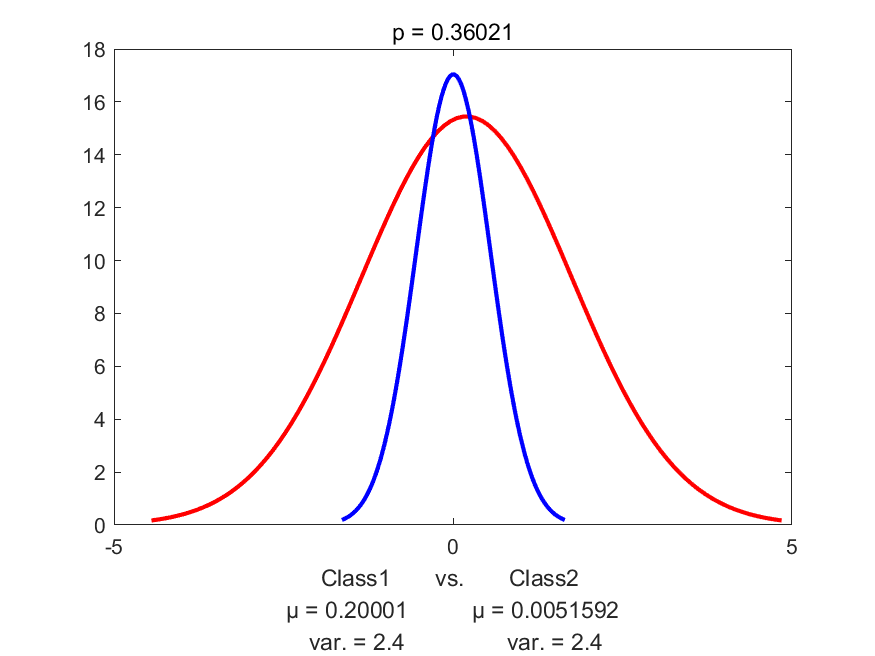 p = 0.36021
18
16
14
12
10
8
6
4
2
0
-5 0 5
Class1 vs. Class2
μ = 0.20001 μ = 0.0051592
var. = 2.4 var. = 2.4